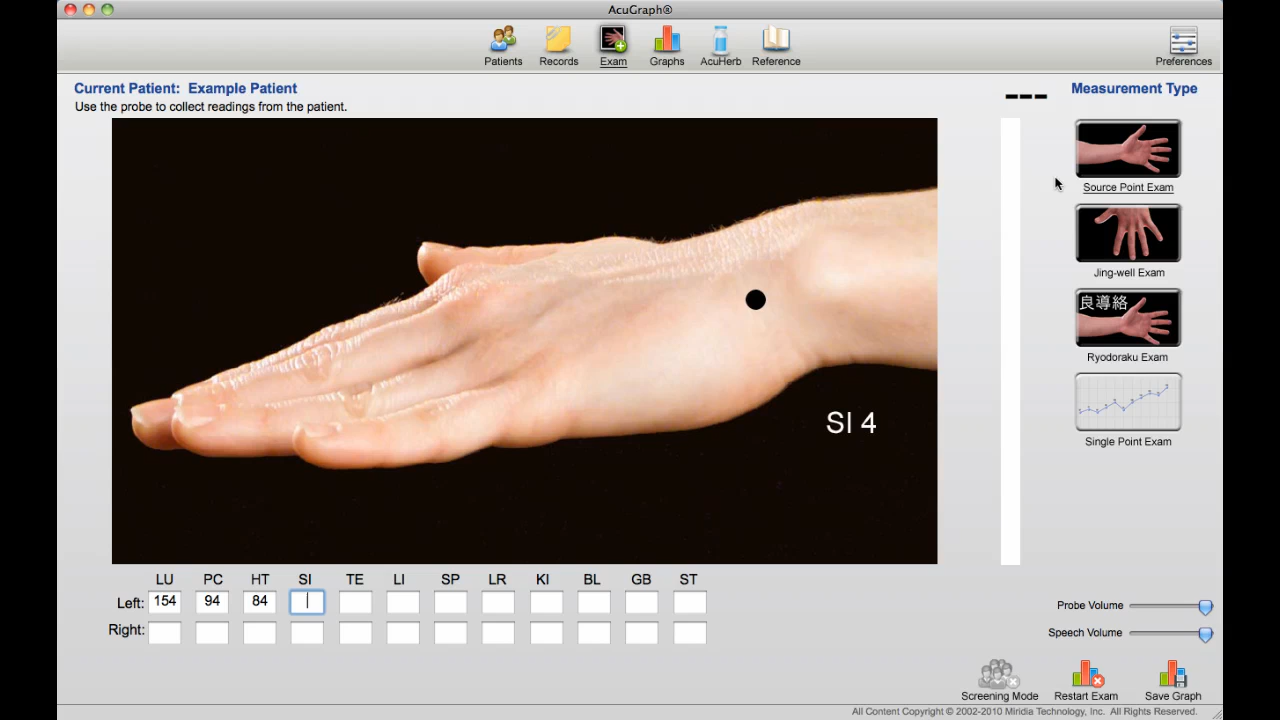 AcuGraph®
Patients Records Exam Graphs AcuHerb Reference Preferences
Current Patient: Example Patient
Use the probe to collect readings from the patient.
---
Measurement Type
Source Point Exam
Jing-well Exam
良導絡
Ryodoraku Exam
Single Point Exam
SI 4
LU PC HT SI TE LI SP LR KI BL GB ST
Left: 154 94 84
Right:
Probe Volume
Speech Volume
Screening Mode Restart Exam Save Graph
All Content Copyright © 2002-2010 Miridia Technology, Inc. All Rights Reserved.